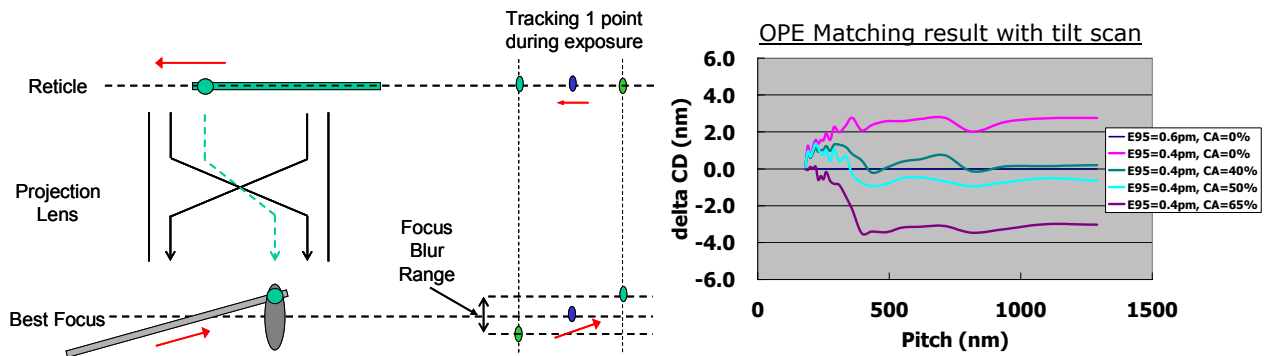 Tracking 1 point
during exposure
Reticle
Projection
Lens
Focus
Blur
Range
Best Focus
OPE Matching result with tilt scan
6.0
4.0
2.0
0.0
-2.0
-4.0
-6.0
delta CD (nm)
0
500
1000
1500
Pitch (nm)
E95=0.6pm, CA=0%
E95=0.4pm, CA=0%
E95=0.4pm, CA=40%
E95=0.4pm, CA=50%
E95=0.4pm, CA=65%